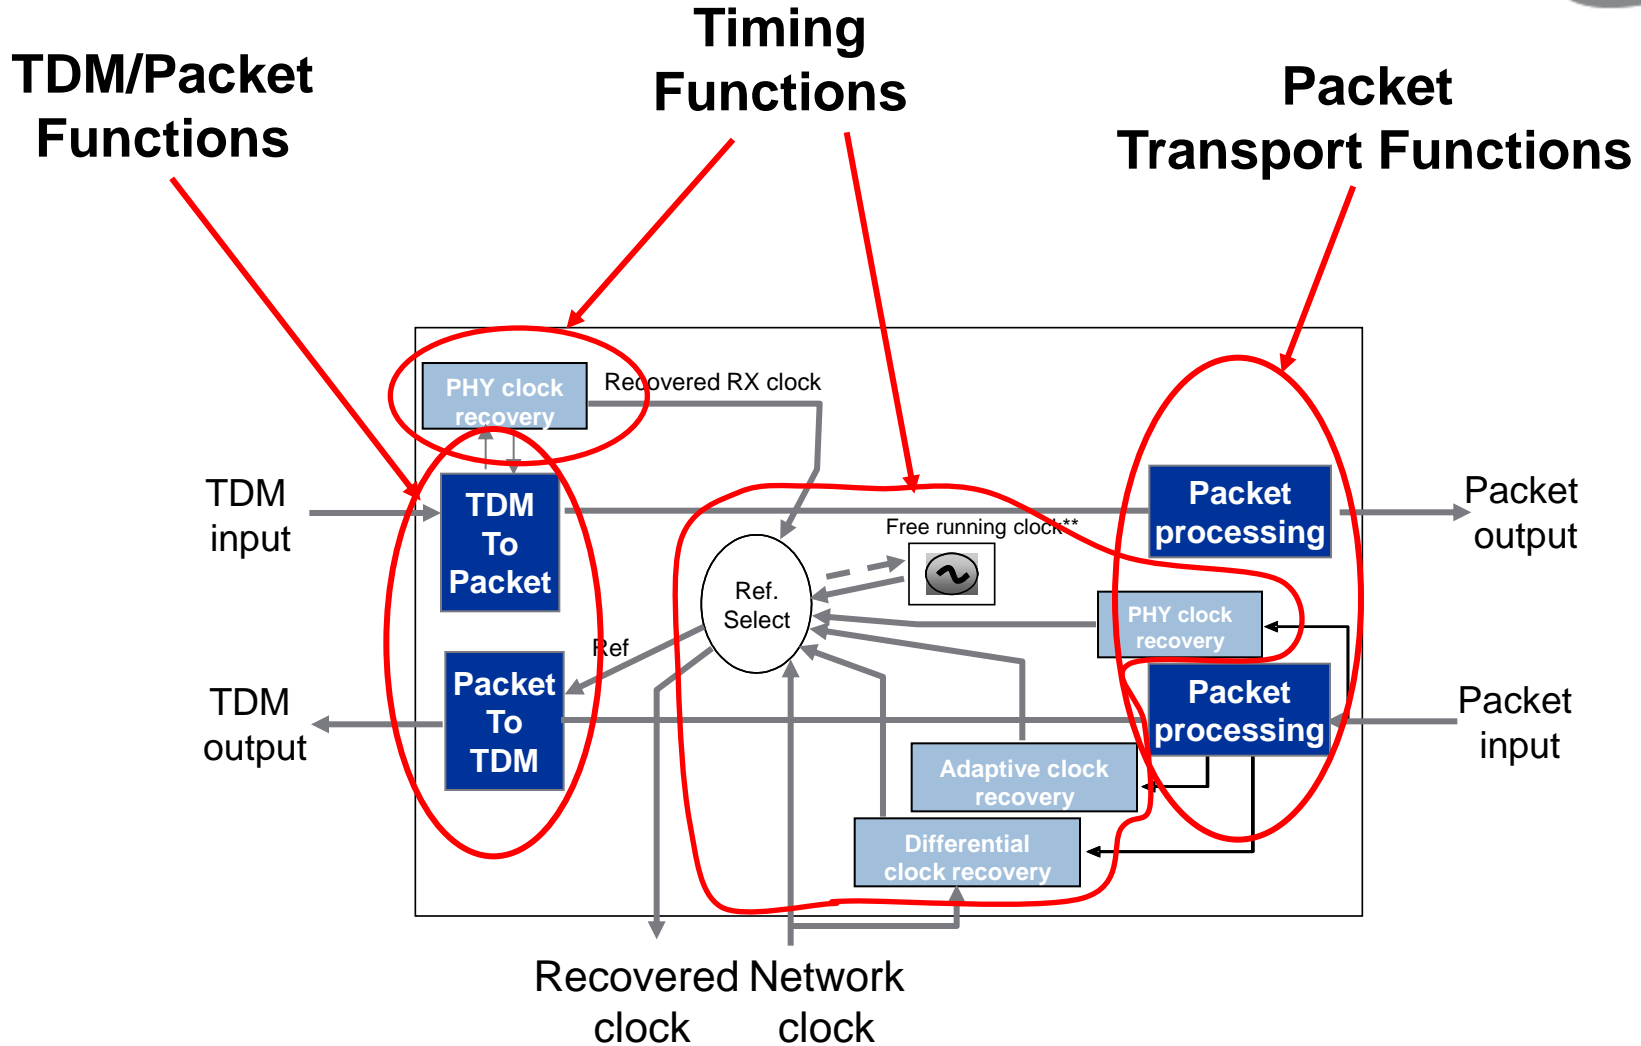 Timing
Functions
TDM/Packet
Functions
Packet
Transport Functions
PHY clock
recovery
Recovered RX clock
TDM
input
TDM
To
Packet
Free running clock**
Packet
processing
Packet
output
Ref.
Select
PHY clock
recovery
Ref
Packet
To
TDM
TDM
output
Packet
processing
Packet
input
Adaptive clock
recovery
Differential
clock recovery
Recovered
clock
Network
clock